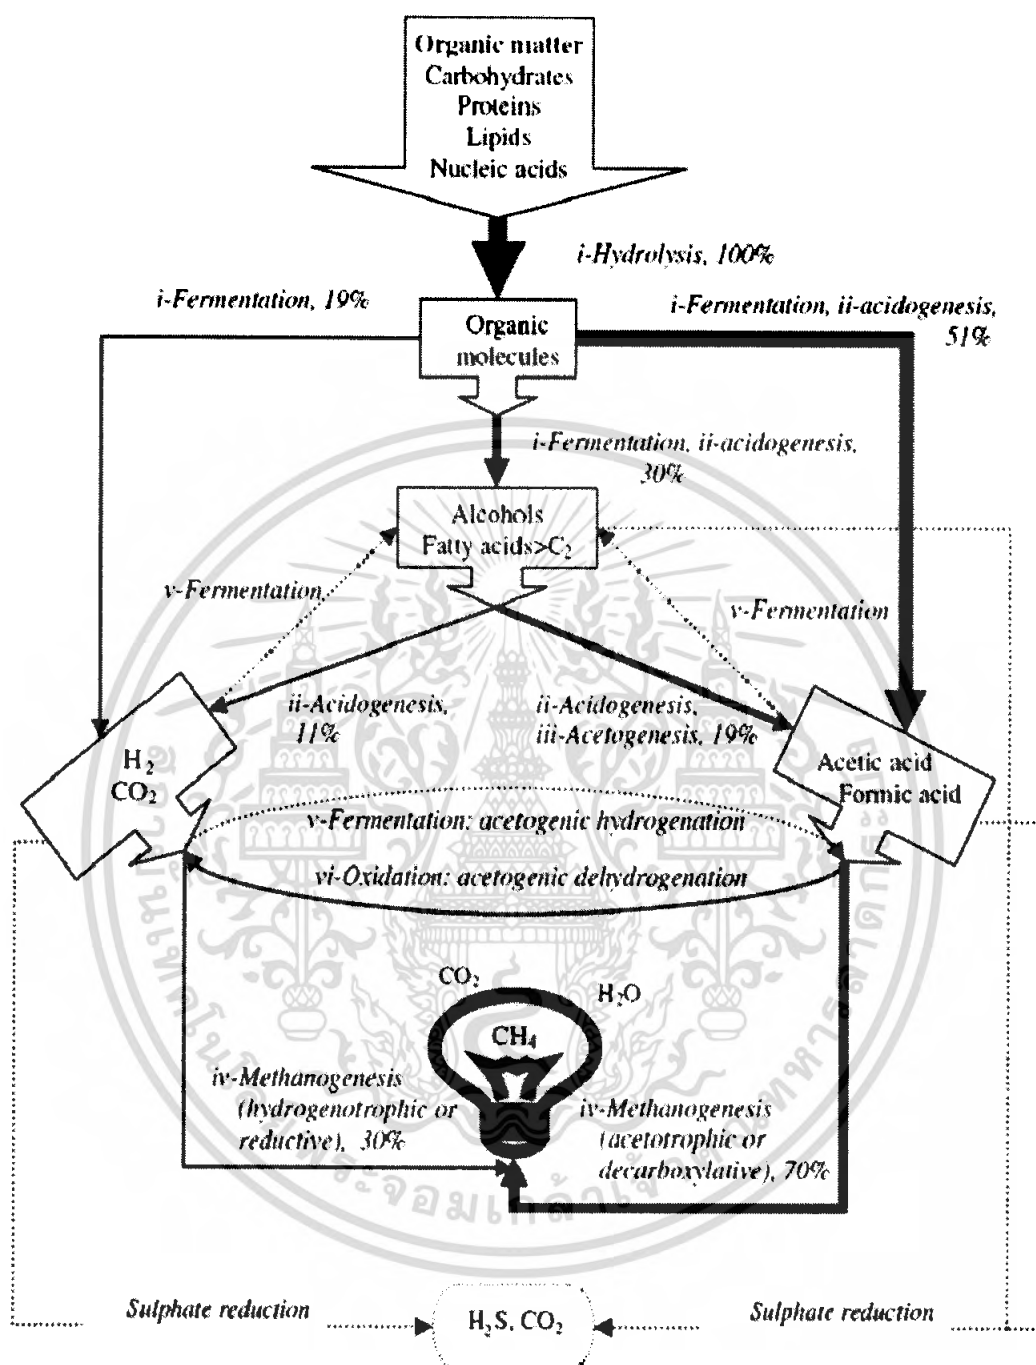 Organic matter
Carbohydrates
Proteins
Lipids
Nucleic acids
i-Hydrolysis, 100%
i-Fermentation, 19%
i-Fermentation, ii-acidogenesis,
51%
Organic
molecules
i-Fermentation, ii-acidogenesis,
30%
Alcohols
Fatty acids>C₂
v-Fermentation
v-Fermentation
ii-Acidogenesis,
11%
ii-Acidogenesis,
iii-Acetogenesis, 19%
H₂
CO₂
Acetic acid
Formic acid
v-Fermentation: acetogenic hydrogenation
vi-Oxidation: acetogenic dehydrogenation
CO₂
H₂O
CH₄
iv-Methanogenesis
(hydrogenotrophic or
reductive), 30%
iv-Methanogenesis
(acetotrophic or
decarboxylative), 70%
Sulphate reduction
H₂S, CO₂
Sulphate reduction